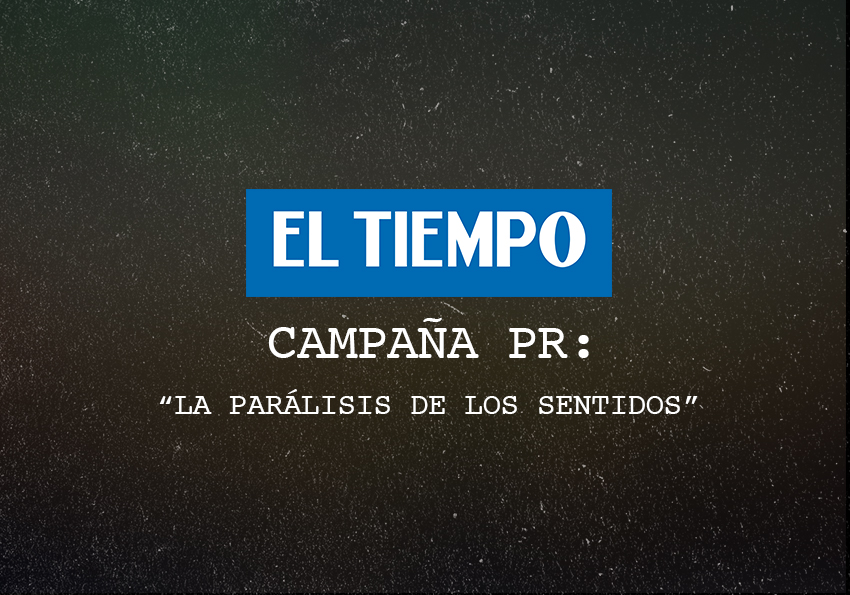 EL TIEMPO
CAMPAÑA PR:
“LA PARÁLISIS DE LOS SENTIDOS”